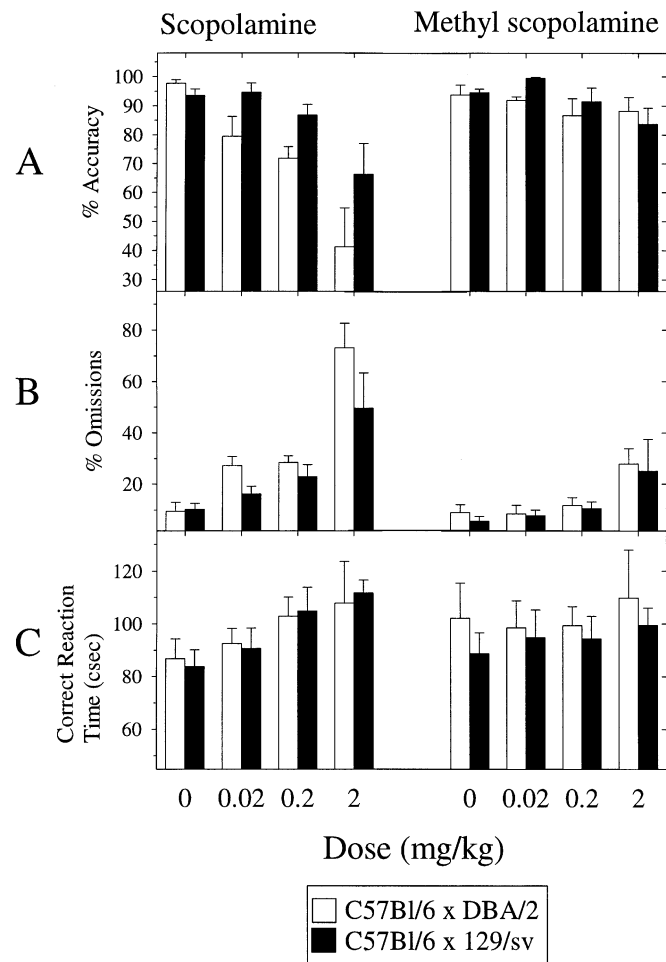 Scopolamine
Methyl scopolamine
A
% Accuracy
100
90
80
70
60
50
40
30
B
% Omissions
80
60
40
20
C
Correct Reaction
Time (csec)
120
100
80
60
0 0.02 0.2 2 0 0.02 0.2 2
Dose (mg/kg)
C57Bl/6 x DBA/2
C57Bl/6 x 129/sv